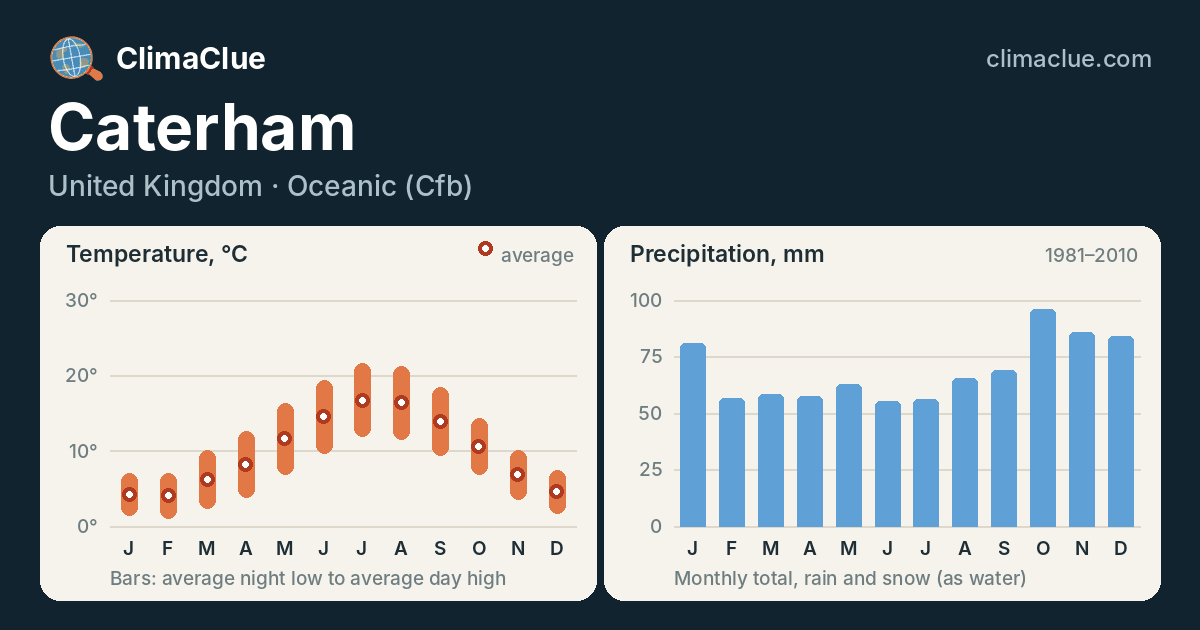 ClimaClue
climaclue.com
Caterham
United Kingdom · Oceanic (Cfb)
Temperature, °C
average
30°
20°
10°
0°
J F M A M J J A S O N D
Bars: average night low to average day high
Precipitation, mm
1981–2010
100
75
50
25
0
J F M A M J J A S O N D
Monthly total, rain and snow (as water)